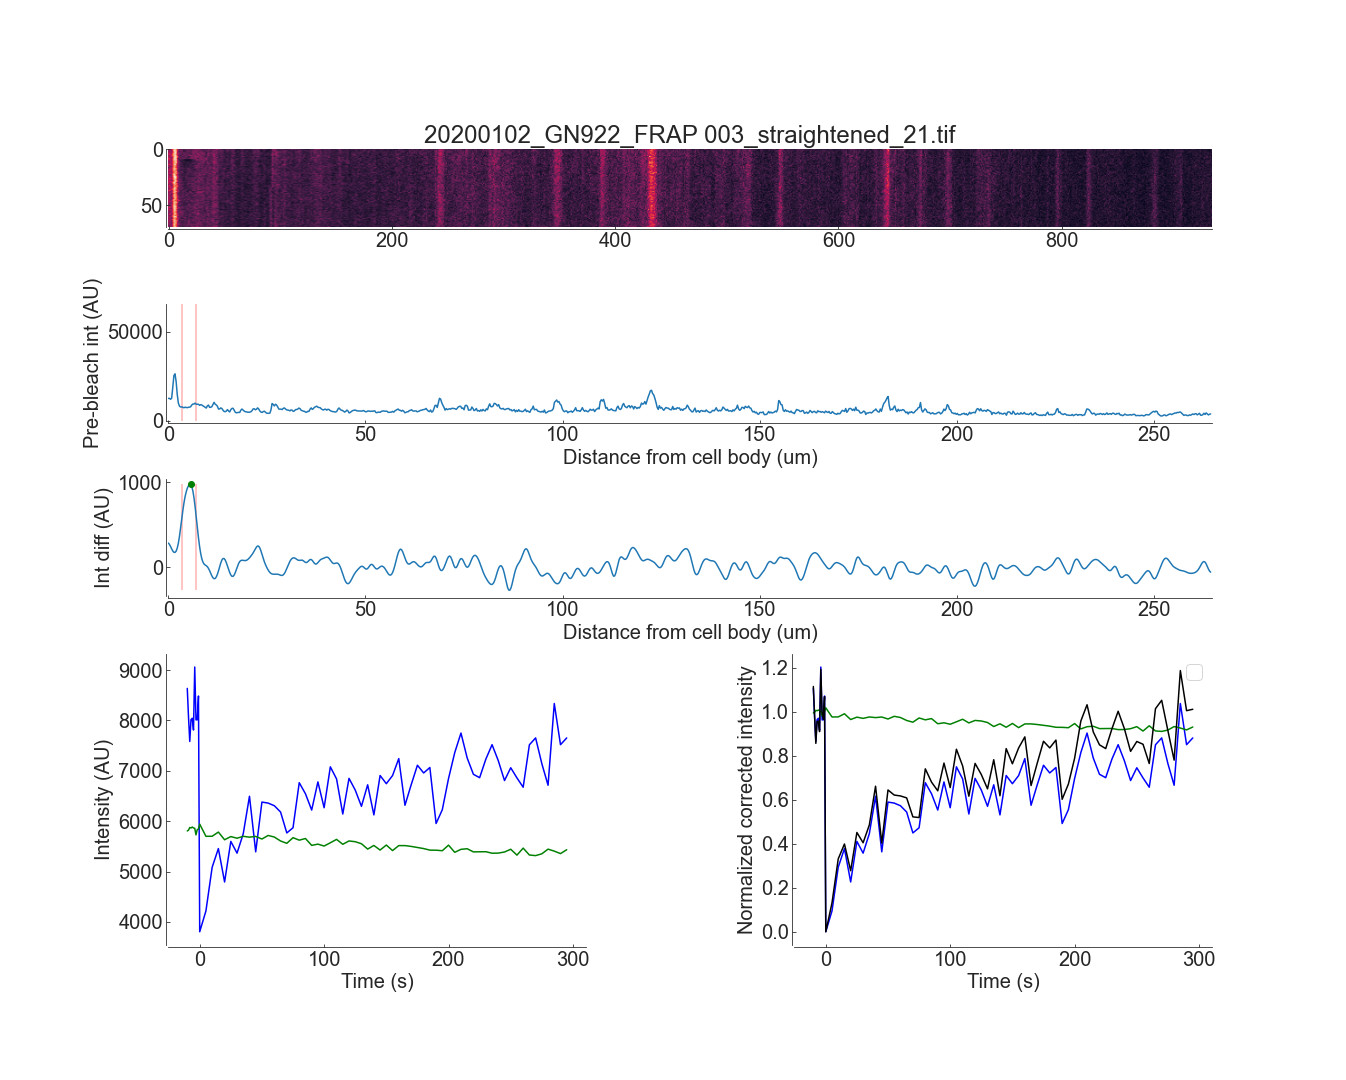 20200102_GN922_FRAP 003_straightened_21.tif
0
50
0 200 400 600 800
Pre-bleach int (AU)
50000
0
0 50 100 150 200 250
Distance from cell body (um)
Int diff (AU)
1000
0
0 50 100 150 200 250
Distance from cell body (um)
Intensity (AU)
9000
8000
7000
6000
5000
4000
0 100 200 300
Time (s)
Normalized corrected intensity
1.2
1.0
0.8
0.6
0.4
0.2
0.0
0 100 200 300
Time (s)